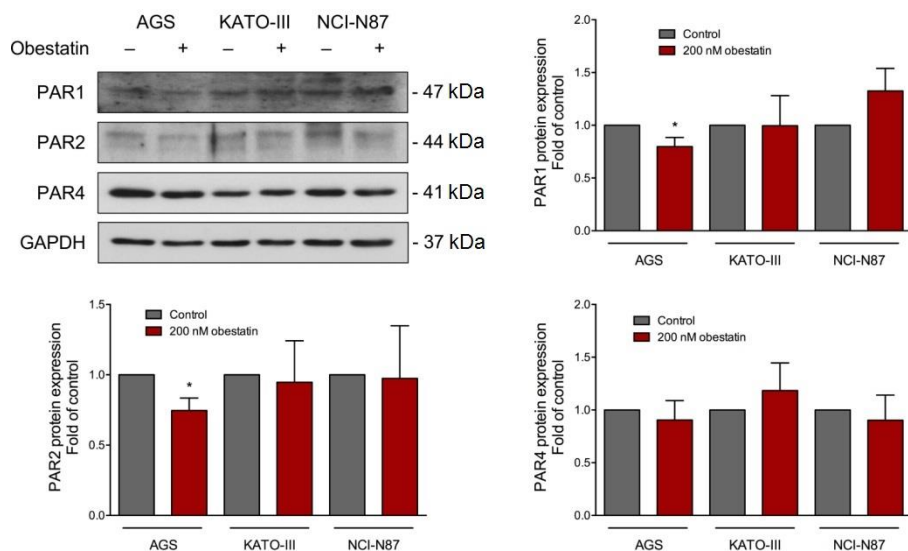 AGS KATO-III NCI-N87
Obestatin – + – + – +
PAR1 - 47 kDa
PAR2 - 44 kDa
PAR4 - 41 kDa
GAPDH - 37 kDa
PAR1 protein expression
Fold of control
2.0
1.5
1.0
0.5
0.0
Control
200 nM obestatin
*
AGS KATO-III NCI-N87
PAR2 protein expression
Fold of control
1.5
1.0
0.5
0.0
Control
200 nM obestatin
*
AGS KATO-III NCI-N87
PAR4 protein expression
Fold of control
2.0
1.5
1.0
0.5
0.0
Control
200 nM obestatin
AGS KATO-III NCI-N87